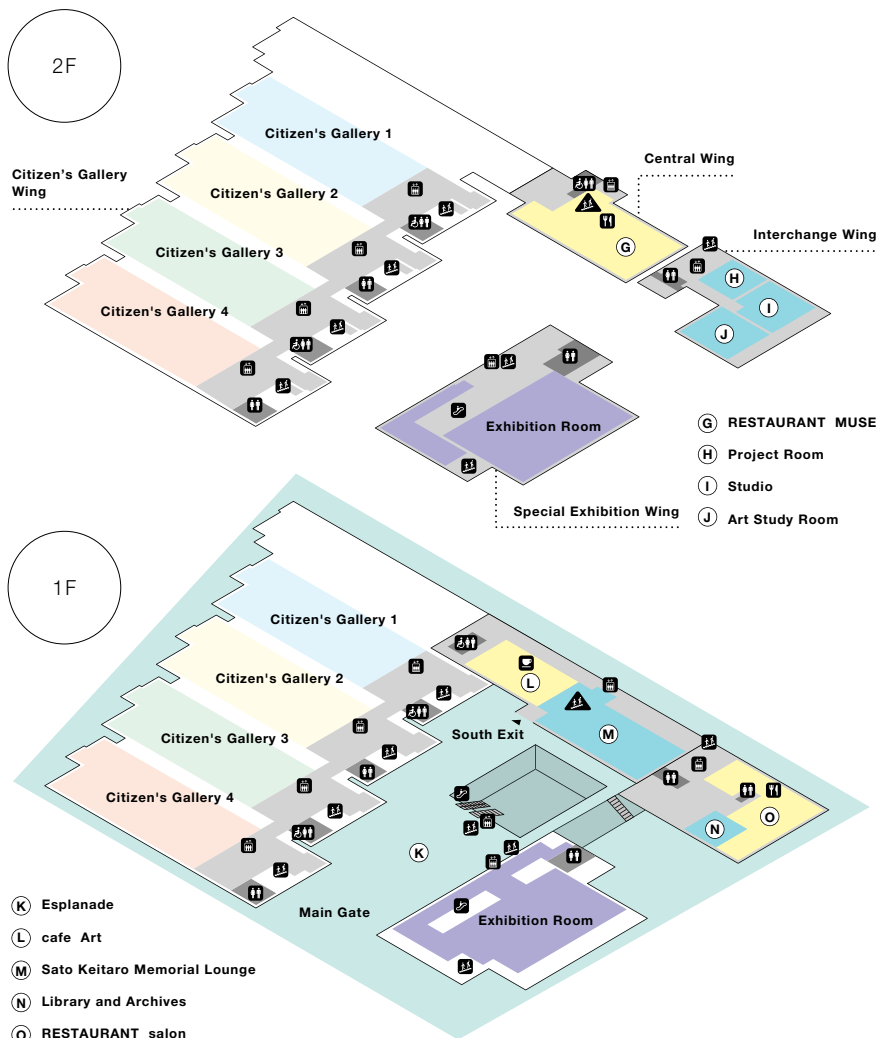 2F
Citizen's Gallery 1
Citizen's Gallery 2
Citizen's Gallery 3
Citizen's Gallery 4
Citizen's Gallery
Wing
Central Wing
Interchange Wing
G
H
I
J
Exhibition Room
Special Exhibition Wing
G RESTAURANT MUSE
H Project Room
I Studio
J Art Study Room
1F
Citizen's Gallery 1
Citizen's Gallery 2
Citizen's Gallery 3
Citizen's Gallery 4
L
M
South Exit
N
O
K
Main Gate
Exhibition Room
K Esplanade
L cafe Art
M Sato Keitaro Memorial Lounge
N Library and Archives
O RESTAURANT salon